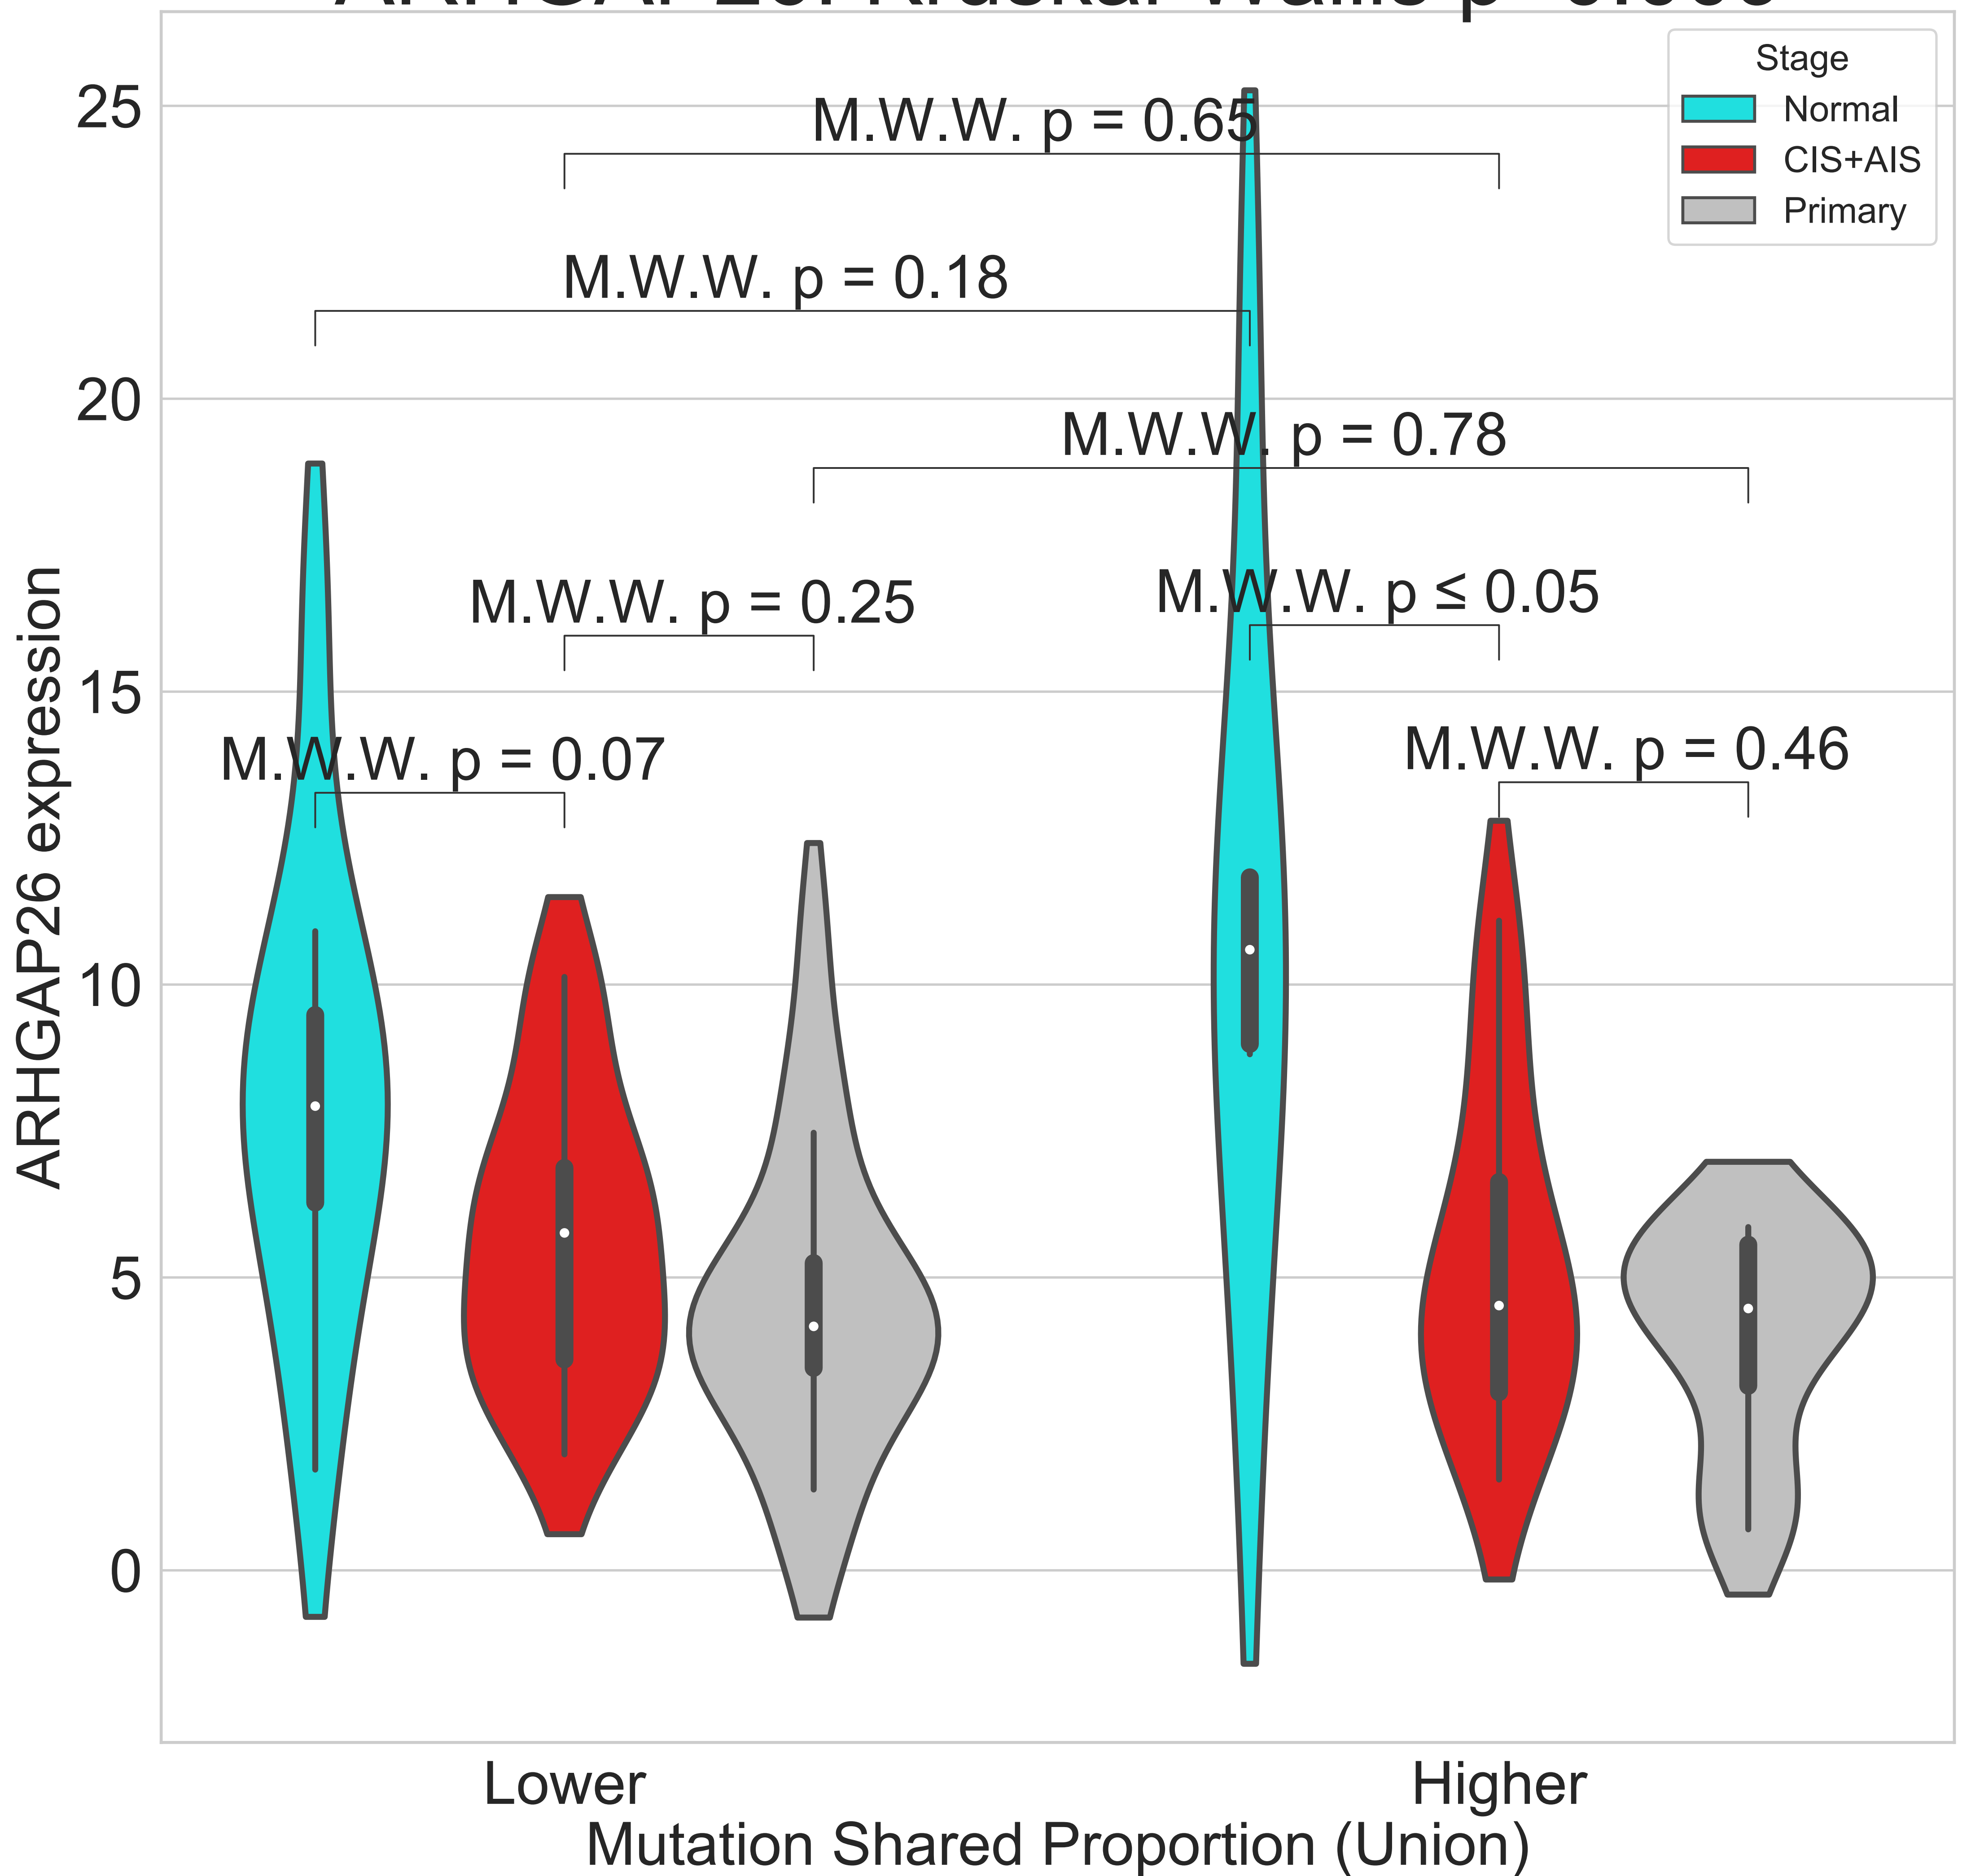 Stage
Normal
CIS+AIS
Primary
M.W.W. p = 0.65
M.W.W. p = 0.18
M.W.W. p = 0.78
M.W.W. p = 0.25
M.W.W. p ≤ 0.05
M.W.W. p = 0.07
M.W.W. p = 0.46
25
20
15
10
5
0
ARHGAP26 expression
Lower
Higher
Mutation Shared Proportion (Union)